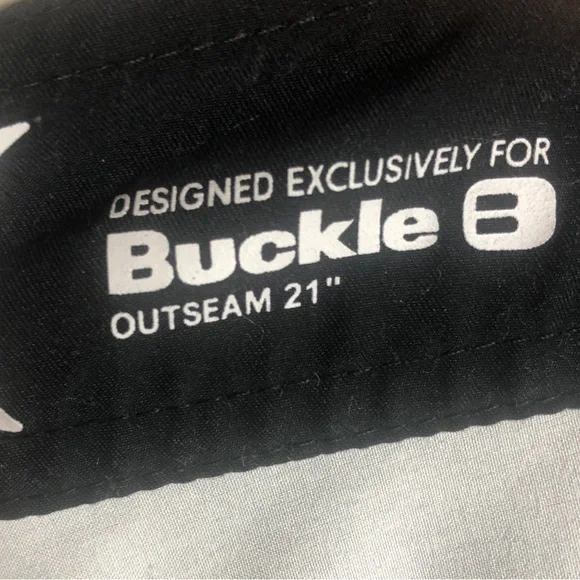 DESIGNED EXCLUSIVELY FOR
Buckle B
OUTSEAM 21"